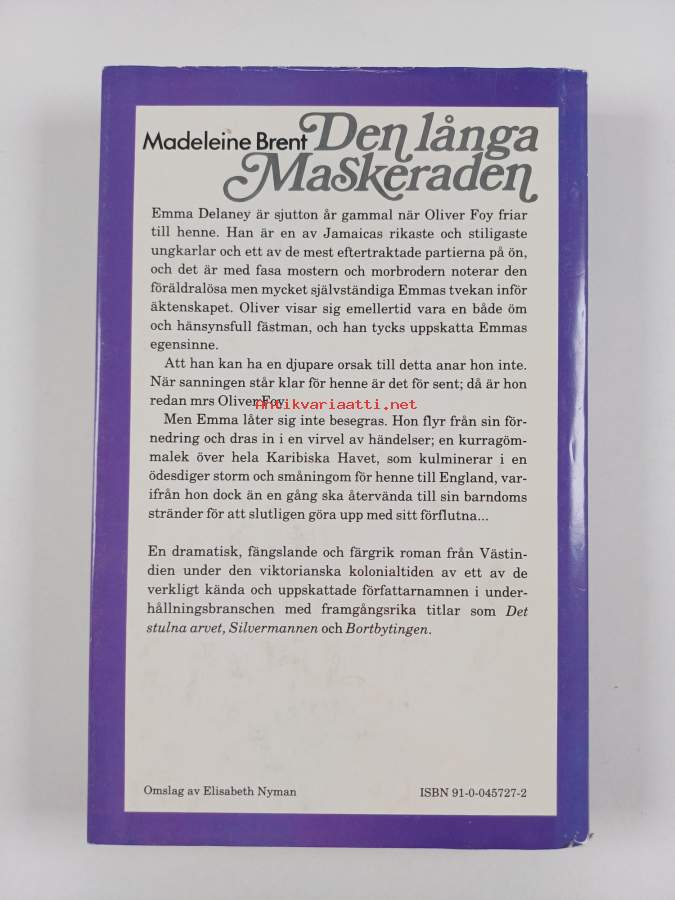 Madeleine Brent Den långa
Maskeraden
Emma Delaney är sjutton år gammal när Oliver Foy friar
till henne. Han är en av Jamaicas rikaste och stiligaste
ungkarlar och ett av de mest eftertraktade partierna på ön,
och det är med fasa mostern och morbrodern noterar den
föräldralösa men mycket självständiga Emmas tvekan inför
äktenskapet. Oliver visar sig emellertid vara en både öm
och hänsynsfull fästman, och han tycks uppskatta Emmas
egensinne.
Att han kan ha en djupare orsak till detta anar hon inte.
När sanningen står klar för henne är det för sent; då är hon
redan mrs Oliver Foy.
Antikvariaatti.net
Men Emma låter sig inte besegras. Hon flyr från sin för-
nedring och dras in i en virvel av händelser; en kurragöm-
malek över hela Karibiska Havet, som kulminerar i en
ödesdiger storm och småningom för henne till England, var-
ifrån hon dock än en gång ska återvända till sin barndoms
stränder för att slutligen göra upp med sitt förflutna...
En dramatisk, fängslande och färgrik roman från Västin-
dien under den viktorianska kolonialtiden av ett av de
verkligt kända och uppskattade författarnamnen i under-
hållningsbranschen med framgångsrika titlar som Det
stulna arvet, Silvermannen och Bortbytingen.
Omslag av Elisabeth Nyman
ISBN 91-0-045727-2